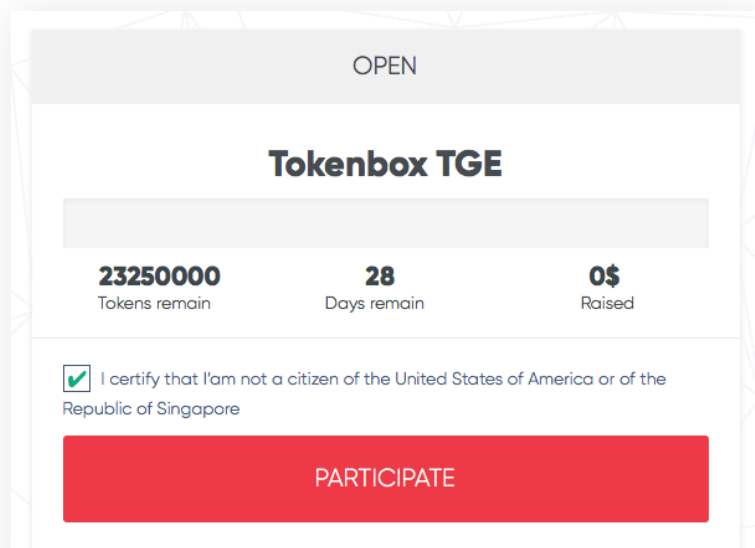 OPEN
Tokenbox TGE
23250000 28 0$
Tokens remain Days remain Raised
I certify that I'am not a citizen of the United States of America or of the
Republic of Singapore
PARTICIPATE